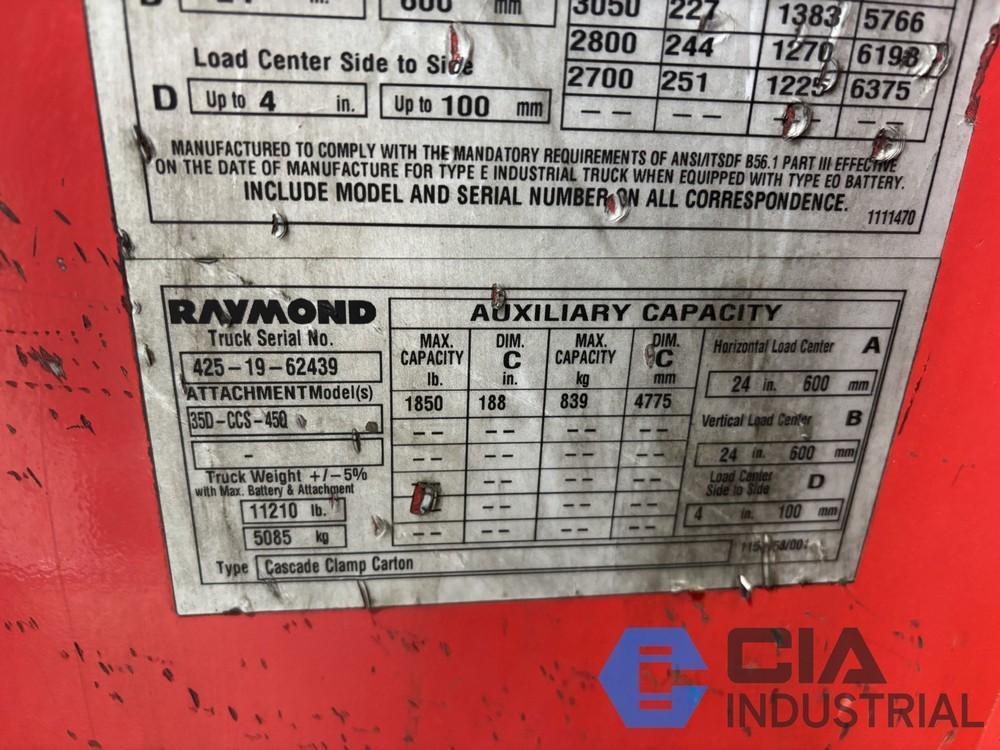 B 24 in. 600 mm
3050 227 1383 5766
Load Center Side to Side
2800 244 1270 6198
D Up to 4 in. Up to 100 mm
2700 251 1225 6375
-- -- -- --
MANUFACTURED TO COMPLY WITH THE MANDATORY REQUIREMENTS OF ANSI/ITSDF B56.1 PART III EFFECTIVE
ON THE DATE OF MANUFACTURE FOR TYPE E INDUSTRIAL TRUCK WHEN EQUIPPED WITH TYPE EO BATTERY.
INCLUDE MODEL AND SERIAL NUMBER ON ALL CORRESPONDENCE.
1111470
RAYMOND
Truck Serial No.
425-19-62439
ATTACHMENT Model(s)
35D-CCS-45Q
-
Truck Weight +/-5%
with Max. Battery & Attachment
11210 lb.
5085 kg
Type Cascade Clamp Carton
AUXILIARY CAPACITY
MAX. CAPACITY lb. DIM. C in. MAX. CAPACITY kg DIM. C mm
1850 188 839 4775
-- -- -- --
-- -- -- --
-- -- -- --
-- -- --
-- -- -- --
Horizontal Load Center A
24 in. 600 mm
Vertical Load Center B
24 in. 600 mm
Load Center
Side to Side D
4 in. 100 mm
CIA
INDUSTRIAL